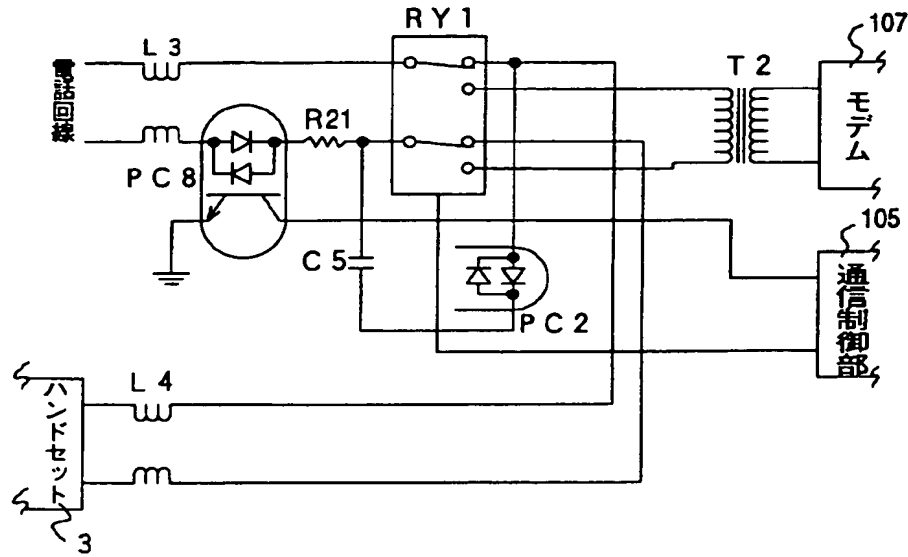 RY1
107
L3
電話回線
T2
モデム
R21
PC8
105
C5
通信制御部
PC2
L4
ハンドセット
3